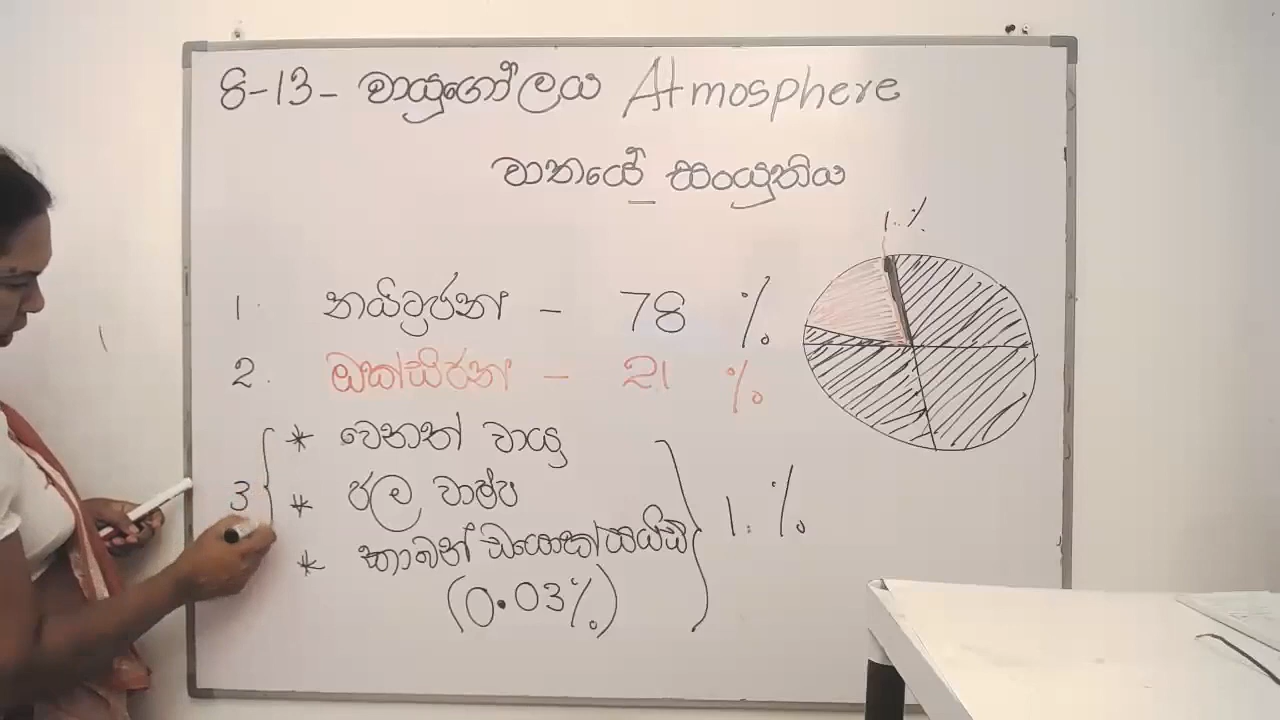 8-13- වායුගෝලය Atmosphere
වාතයේ සංයුතිය
1. %
1. නයිට්‍රජන් - 78 %
2. ඔක්සිජන් - 21 %
* වෙනත් වායු
3 * ජල වාෂ්ප 1. %
* කාබන් ඩයොක්සයිඩ්
(0.03%)